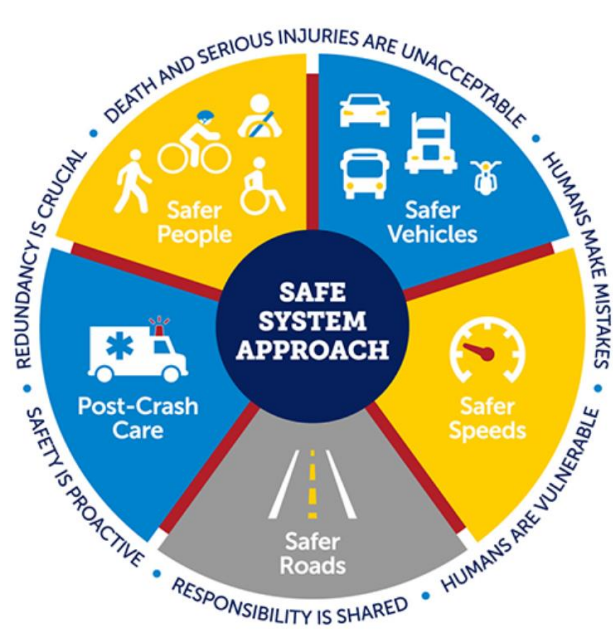 DEATH AND SERIOUS INJURIES ARE UNACCEPTABLE
HUMANS MAKE MISTAKES
HUMANS ARE VULNERABLE
RESPONSIBILITY IS SHARED
SAFETY IS PROACTIVE
REDUNDANCY IS CRUCIAL
Safer
People
Safer
Vehicles
SAFE
SYSTEM
APPROACH
Safer
Speeds
Safer
Roads
Post-Crash
Care